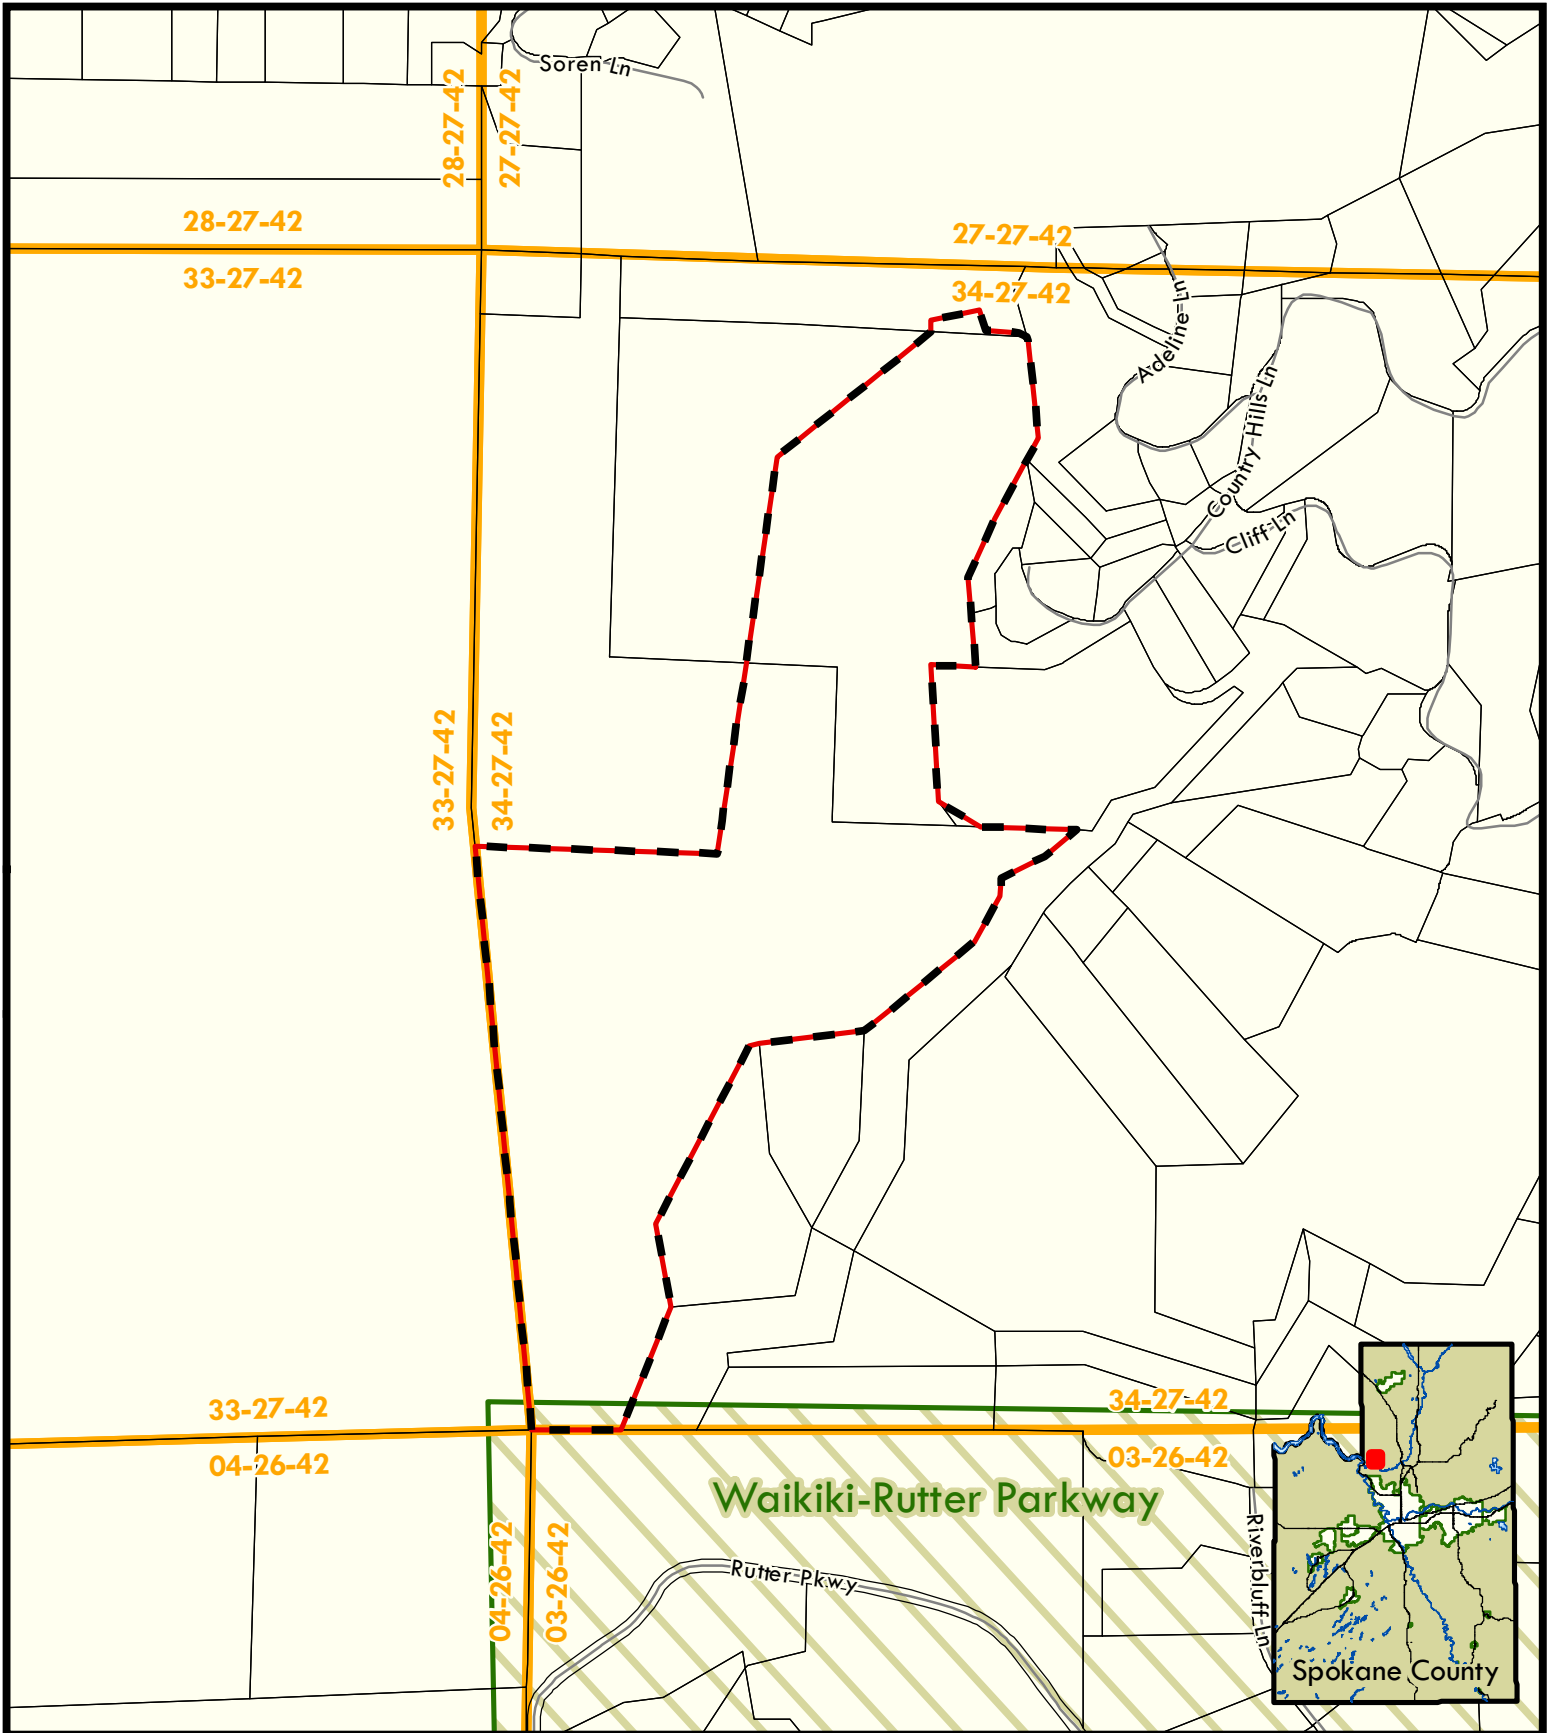 Soren Ln
28-27-42
27-27-42
28-27-42
27-27-42
33-27-42
34-27-42
Adeline Ln
Country Hills Ln
Cliff Ln
33-27-42
34-27-42
33-27-42
34-27-42
04-26-42
03-26-42
Waikiki-Rutter Parkway
04-26-42
03-26-42
Rutter Pkwy
Riverbluff Ln
Spokane County